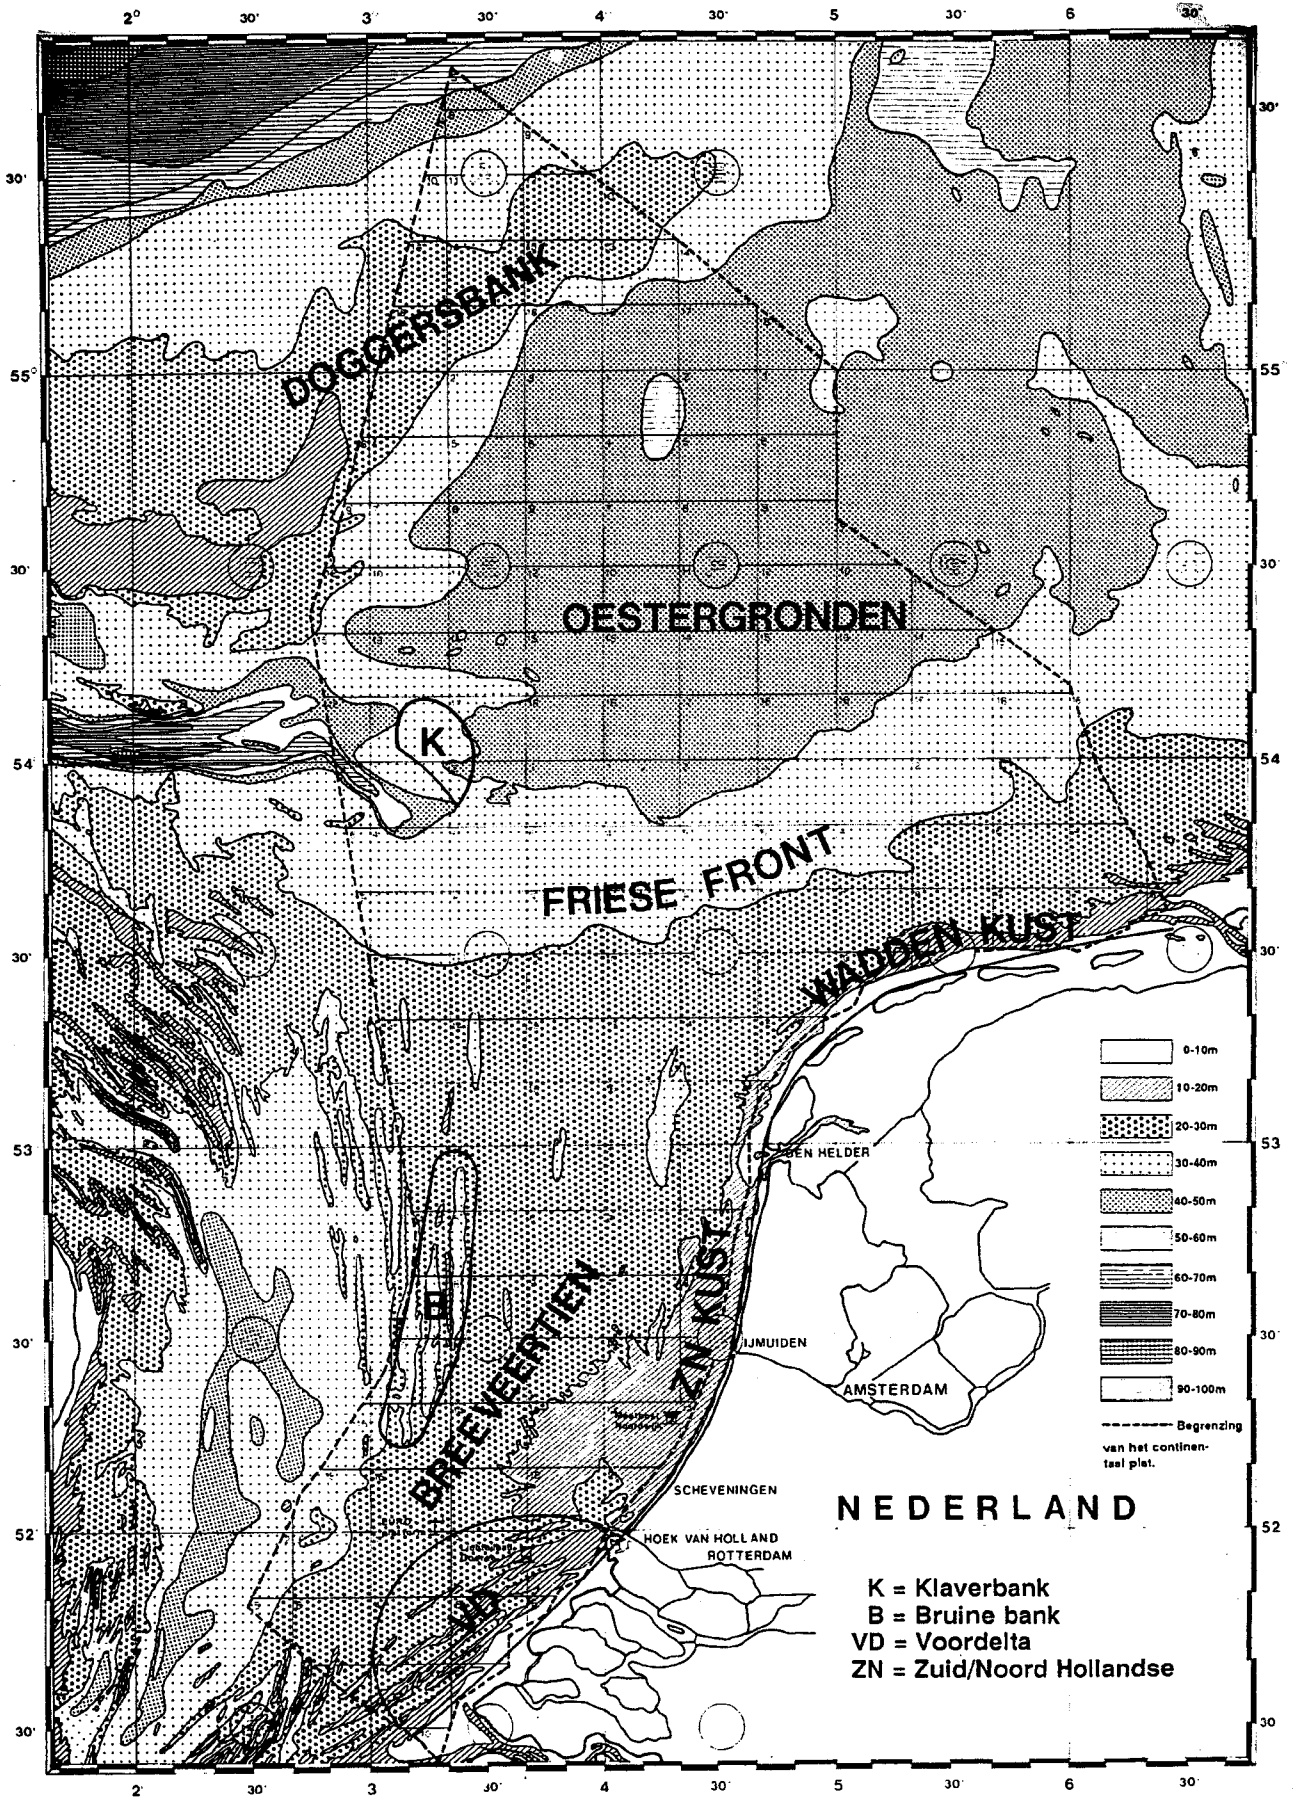 2° 30' 3° 30' 4° 30' 5 30' 6 30'
30'
30'
DOGGERSBANK
55° 55
30' 30'
OESTERGRONDEN
K
54 54
FRIESE FRONT
WADDEN KUST
30' 30'
0-10m
10-20m
20-30m
30-40m
40-50m
50-60m
60-70m
70-80m
80-90m
90-100m
Begrenzing
van het continen-
taal plat.
53 53
DEN HELDER
ZN KUST
B
BREEVEERTIEN
30' 30'
IJMUIDEN
AMSTERDAM
SCHEVENINGEN
NEDERLAND
52 52
HOEK VAN HOLLAND
ROTTERDAM
VD
K = Klaverbank
B = Bruine bank
VD = Voordelta
ZN = Zuid/Noord Hollandse
30' 30
2' 30' 3 30' 4 30' 5 30' 6 30'